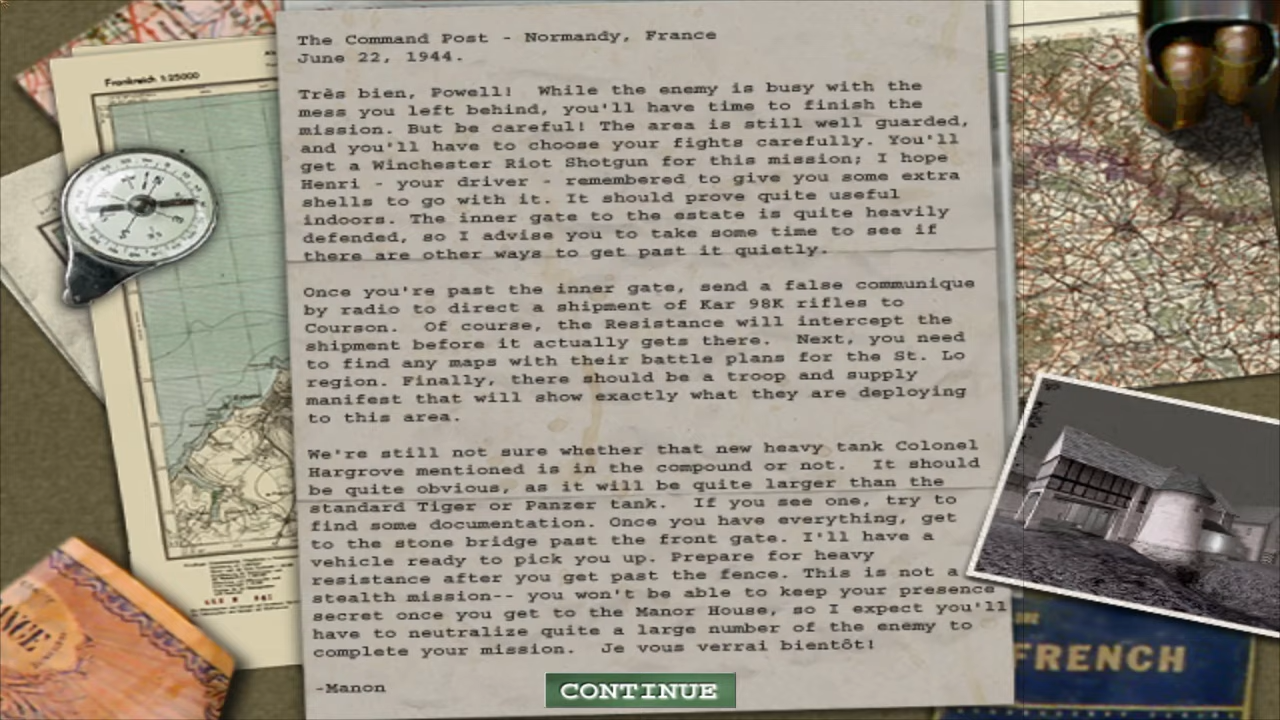 The Command Post - Normandy, France
June 22, 1944.
Très bien, Powell!  While the enemy is busy with the
mess you left behind, you'll have time to finish the
mission. But be careful! The area is still well guarded,
and you'll have to choose your fights carefully. You'll
get a Winchester Riot Shotgun for this mission; I hope
Henri - your driver - remembered to give you some extra
shells to go with it. It should prove quite useful
indoors. The inner gate to the estate is quite heavily
defended, so I advise you to take some time to see if
there are other ways to get past it quietly.
Once you're past the inner gate, send a false communique
by radio to direct a shipment of Kar 98K rifles to
Courson.  Of course, the Resistance will intercept the
shipment before it actually gets there.  Next, you need
to find any maps with their battle plans for the St. Lo
region. Finally, there should be a troop and supply
manifest that will show exactly what they are deploying
to this area.
We're still not sure whether that new heavy tank Colonel
Hargrove mentioned is in the compound or not.  It should
be quite obvious, as it will be quite larger than the
standard Tiger or Panzer tank.  If you see one, try to
find some documentation. Once you have everything, get
to the stone bridge past the front gate. I'll have a
vehicle ready to pick you up. Prepare for heavy
resistance after you get past the fence. This is not a
stealth mission-- you won't be able to keep your presence
secret once you get to the Manor House, so I expect you'll
have to neutralize quite a large number of the enemy to
complete your mission.  Je vous verrai bientôt!
-Manon
CONTINUE
Frankreich 1:25000
FRENCH